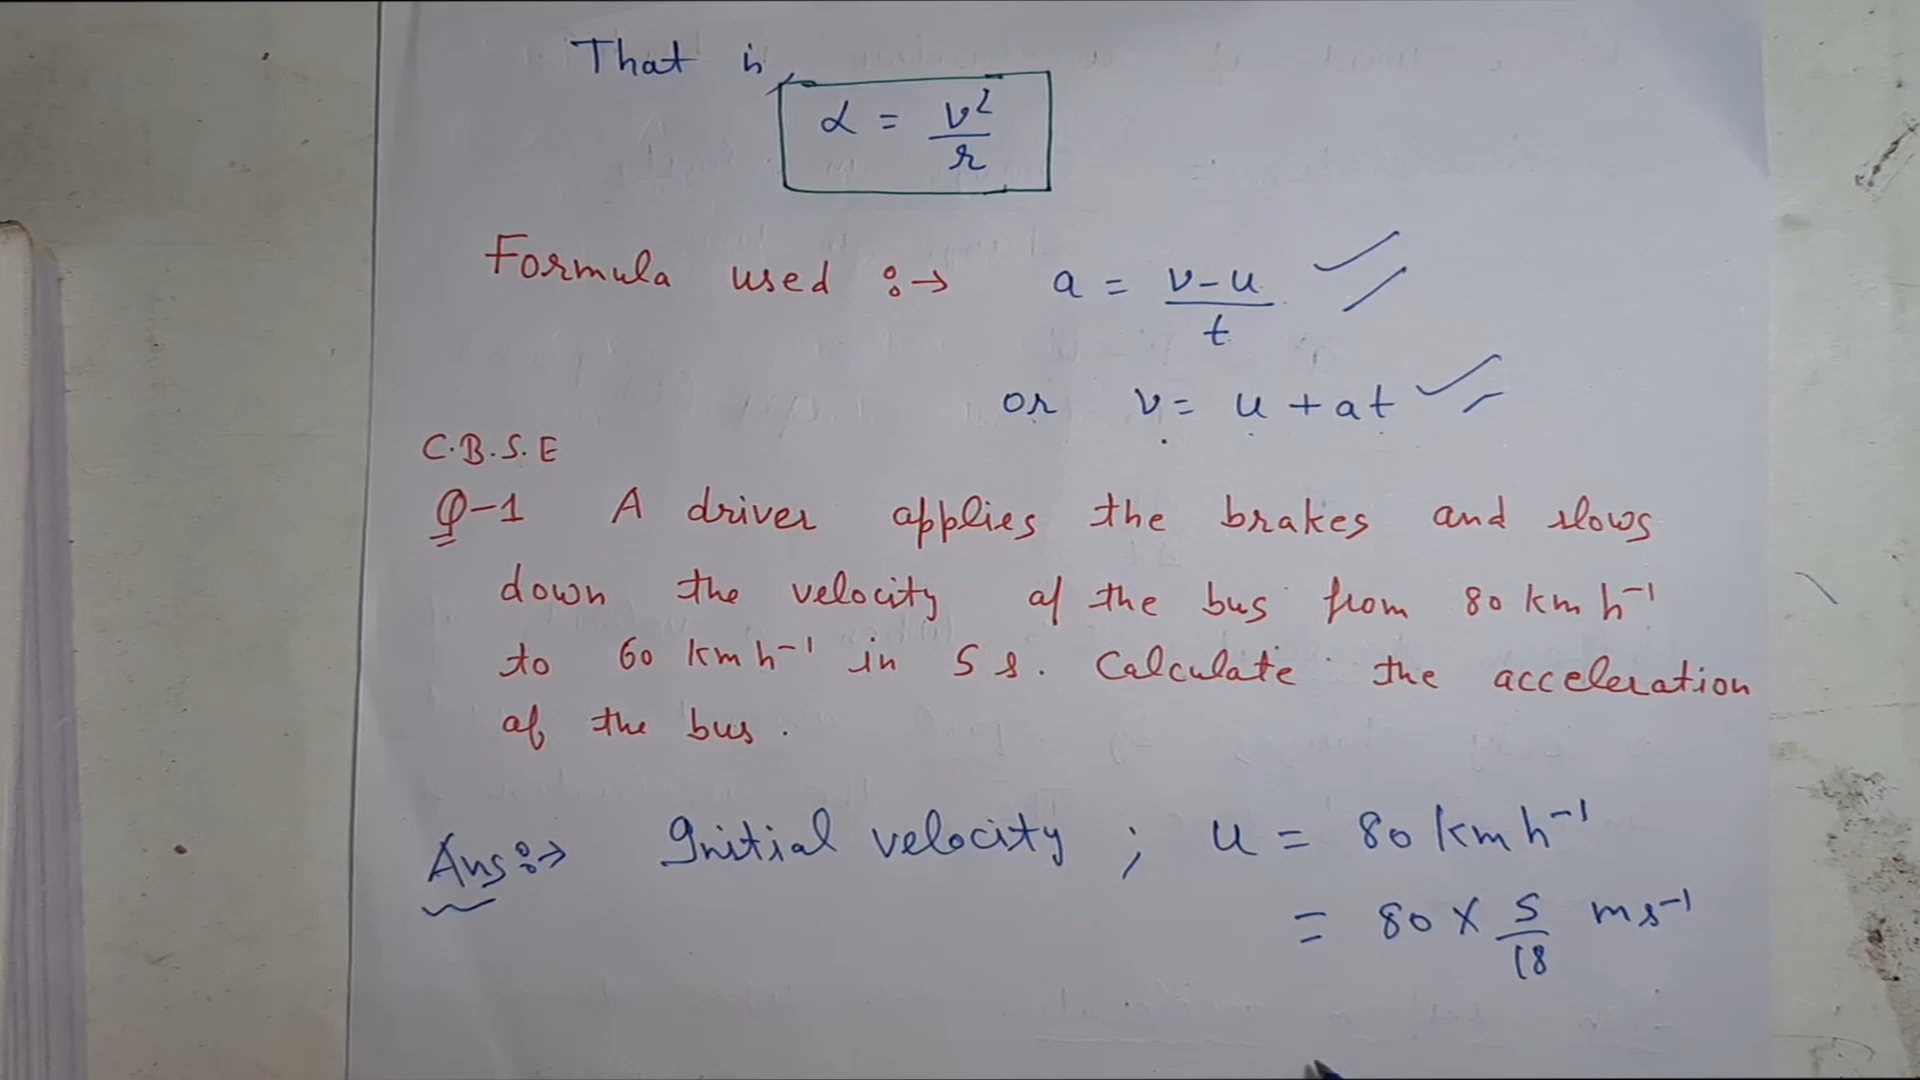 That is,
α = v²/r
Formula used :→ a = v-u/t
or v = u + at
C.B.S.E
Q-1 A driver applies the brakes and slows
down the velocity of the bus from 80 km h⁻¹
to 60 km h⁻¹ in 5 s. Calculate the acceleration
of the bus.
Ans:→ Initial velocity ; u = 80 km h⁻¹
= 80 × 5/18 ms⁻¹